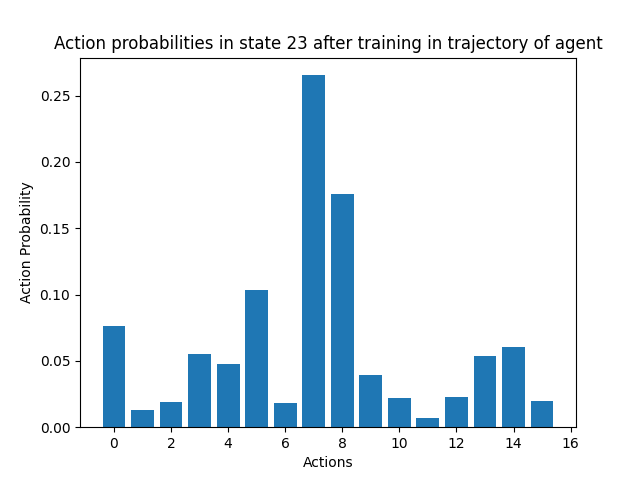 Action probabilities in state 23 after training in trajectory of agent
0.25
0.20
0.15
0.10
0.05
0.00
Action Probability
0 2 4 6 8 10 12 14 16
Actions